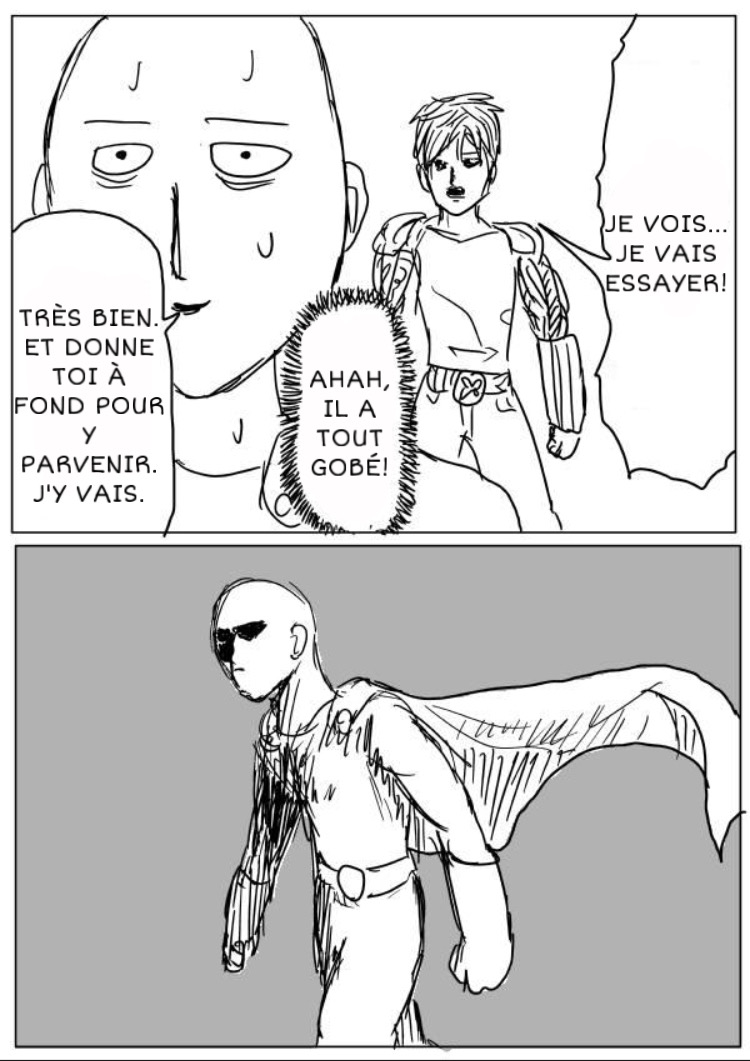 JE VOIS...
JE VAIS
ESSAYER!
TRÈS BIEN.
ET DONNE
TOI À
FOND POUR
Y
PARVENIR.
J'Y VAIS.
AHAH,
IL A
TOUT
GOBÉ!